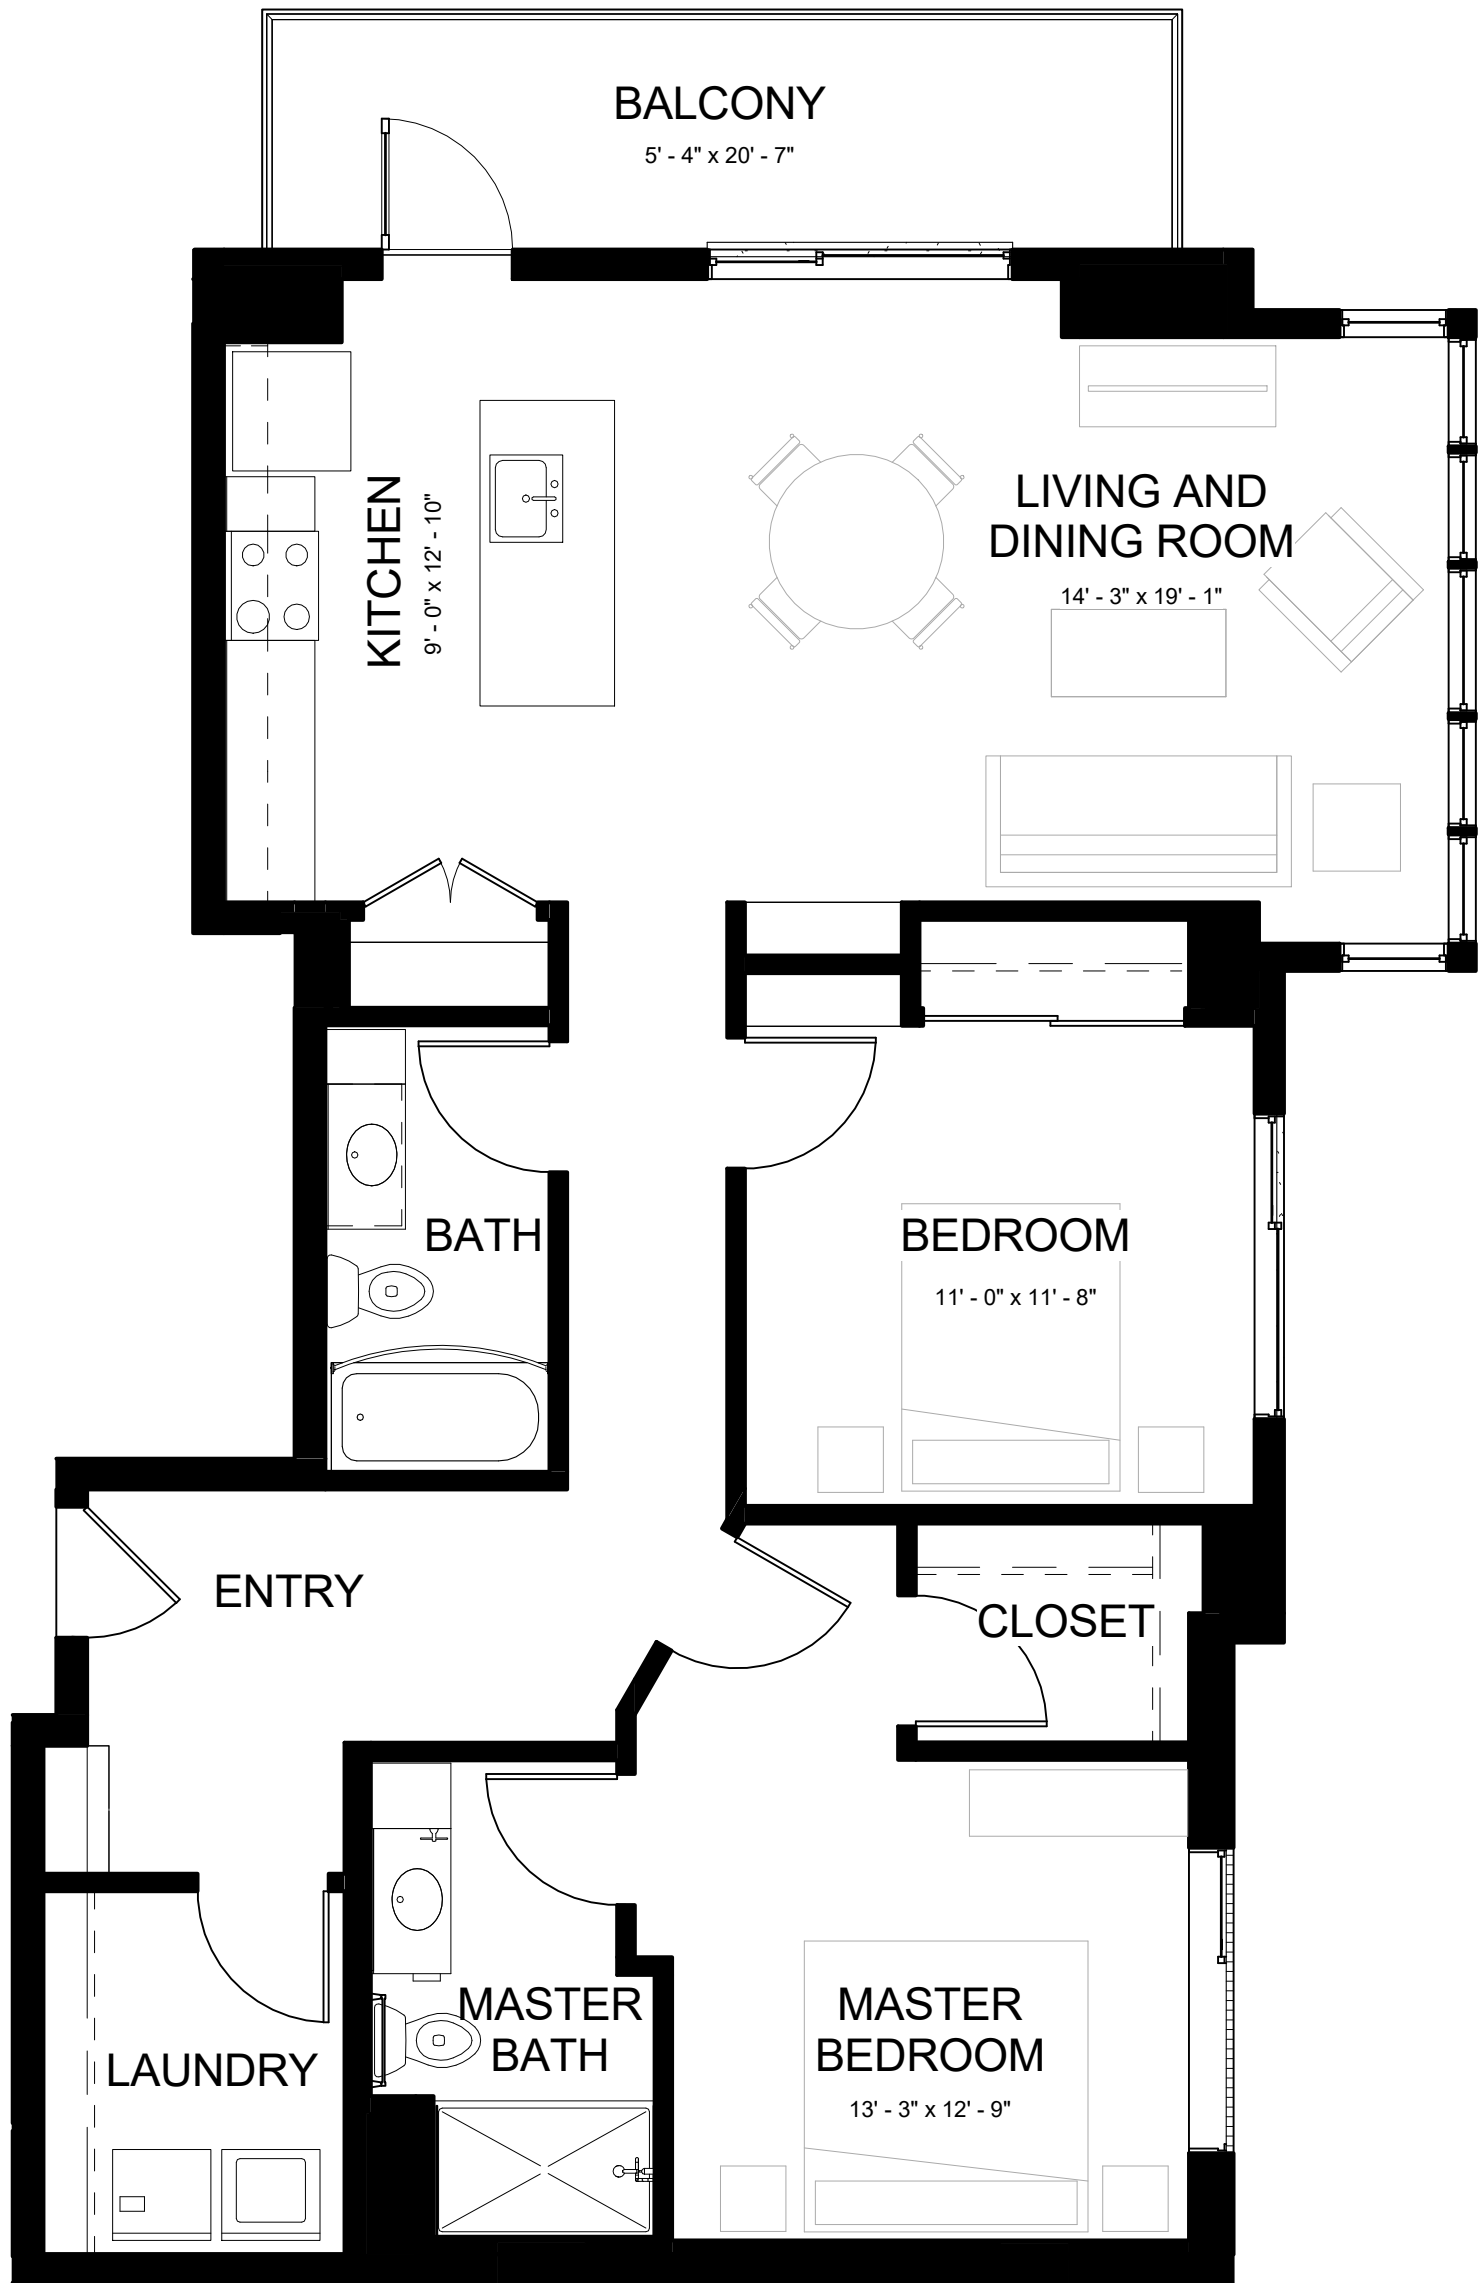 BALCONY
5' - 4" x 20' - 7"
KITCHEN
9' - 0" x 12' - 10"
LIVING AND
DINING ROOM
14' - 3" x 19' - 1"
BATH
BEDROOM
11' - 0" x 11' - 8"
ENTRY
CLOSET
MASTER
BATH
MASTER
BEDROOM
13' - 3" x 12' - 9"
LAUNDRY